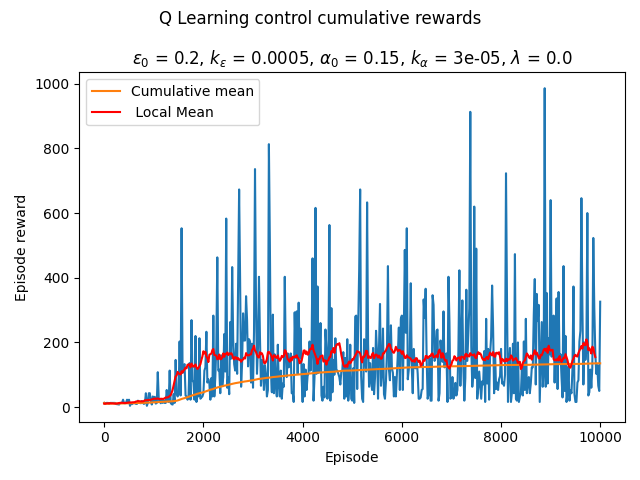 Q Learning control cumulative rewards
ε₀ = 0.2, kε = 0.0005, α₀ = 0.15, kα = 3e-05, λ = 0.0
Cumulative mean
Local Mean
Episode reward
1000
800
600
400
200
0
0 2000 4000 6000 8000 10000
Episode